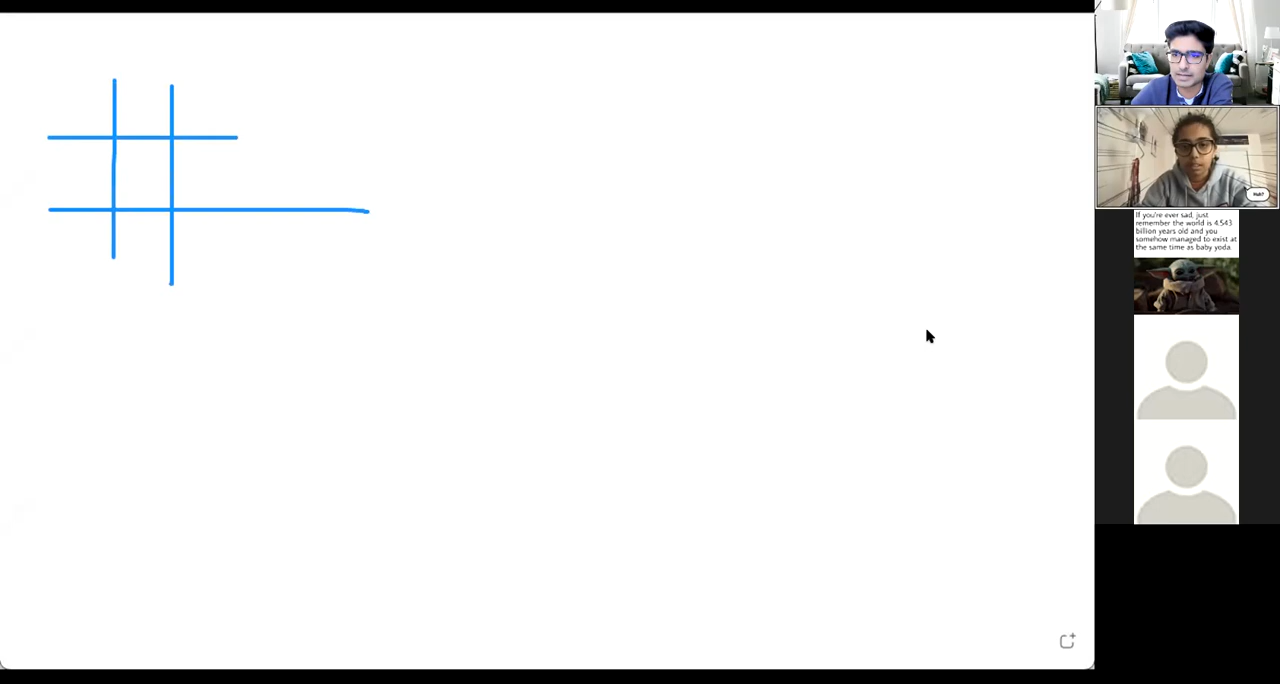 Huh?
If you're ever sad, just
remember the world is 4.543
billion years old and you
somehow managed to exist at
the same time as baby yoda.